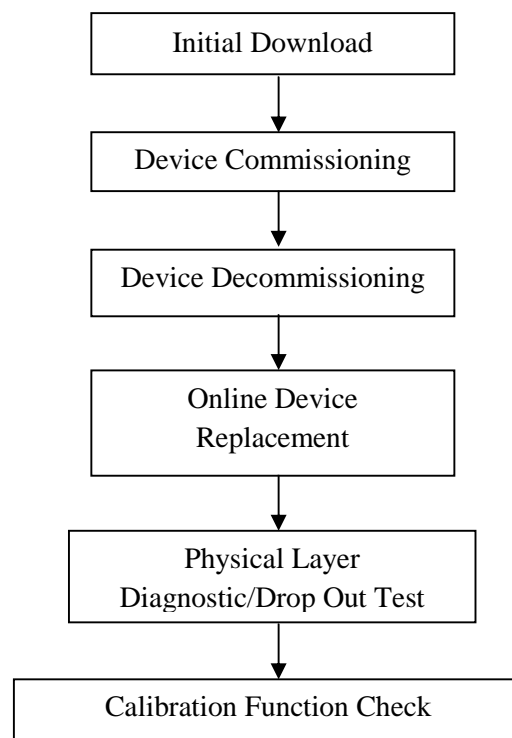 Initial Download
Device Commissioning
Device Decommissioning
Online Device
Replacement
Physical Layer
Diagnostic/Drop Out Test
Calibration Function Check